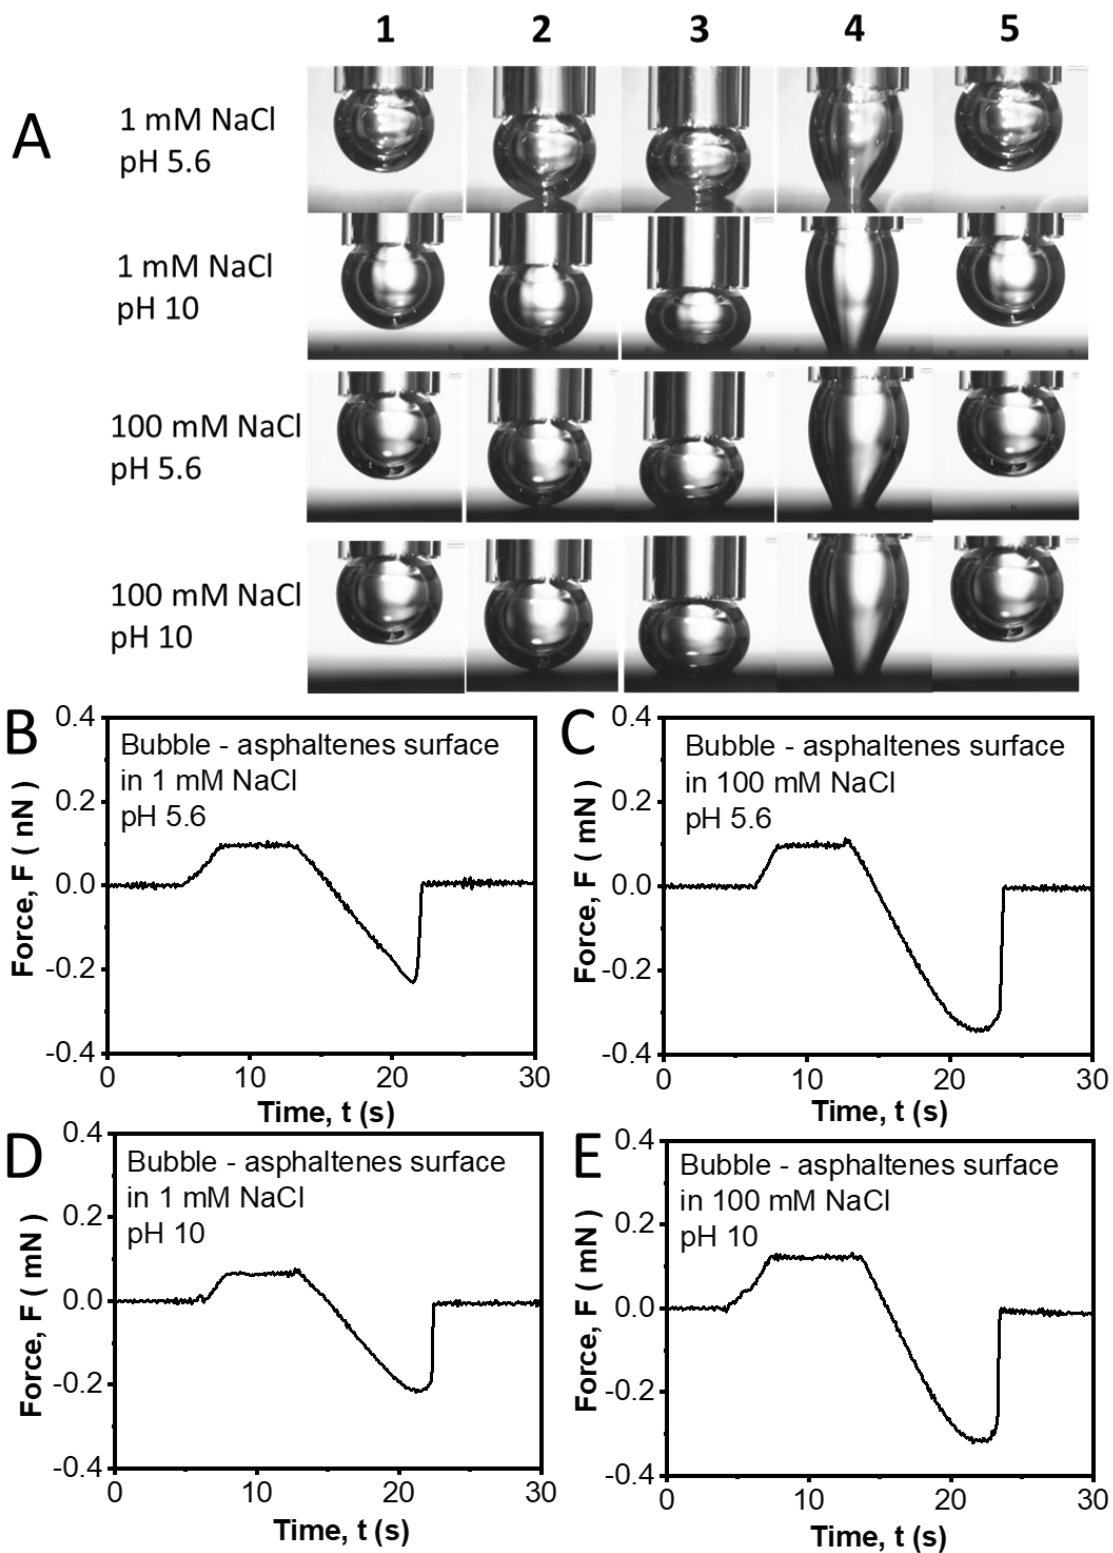 1 2 3 4 5
A
1 mM NaCl
pH 5.6
1 mM NaCl
pH 10
100 mM NaCl
pH 5.6
100 mM NaCl
pH 10
B
Bubble - asphaltenes surface
in 1 mM NaCl
pH 5.6
Force, F ( nN )
0.4
0.2
0.0
-0.2
-0.4
0 10 20 30
Time, t (s)
C
Bubble - asphaltenes surface
in 100 mM NaCl
pH 5.6
Force, F ( mN )
0.4
0.2
0.0
-0.2
-0.4
0 10 20 30
Time, t (s)
D
Bubble - asphaltenes surface
in 1 mM NaCl
pH 10
Force, F ( mN )
0.4
0.2
0.0
-0.2
-0.4
0 10 20 30
Time, t (s)
E
Bubble - asphaltenes surface
in 100 mM NaCl
pH 10
Force, F ( mN )
0.4
0.2
0.0
-0.2
-0.4
0 10 20 30
Time, t (s)